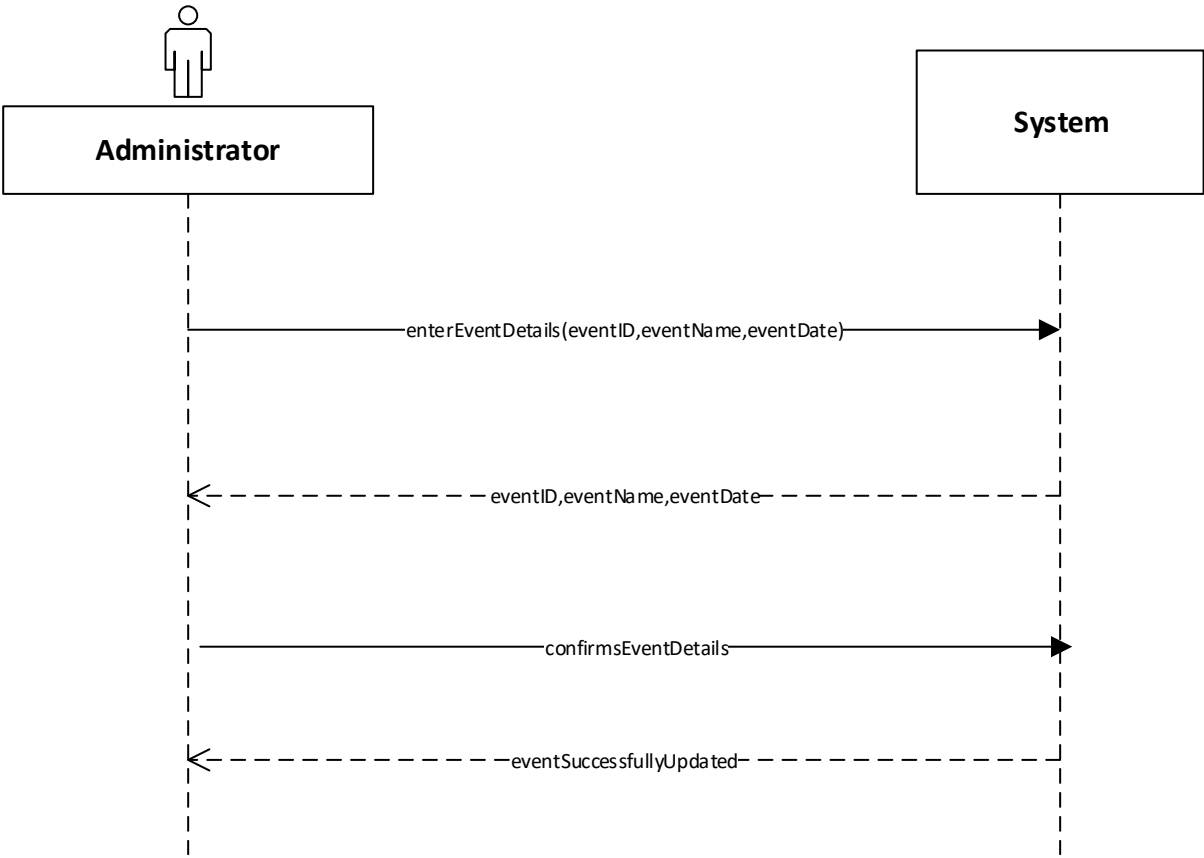 Administrator
System
enterEventDetails(eventID,eventName,eventDate)
eventID,eventName,eventDate
confirmsEventDetails
eventSuccessfullyUpdated